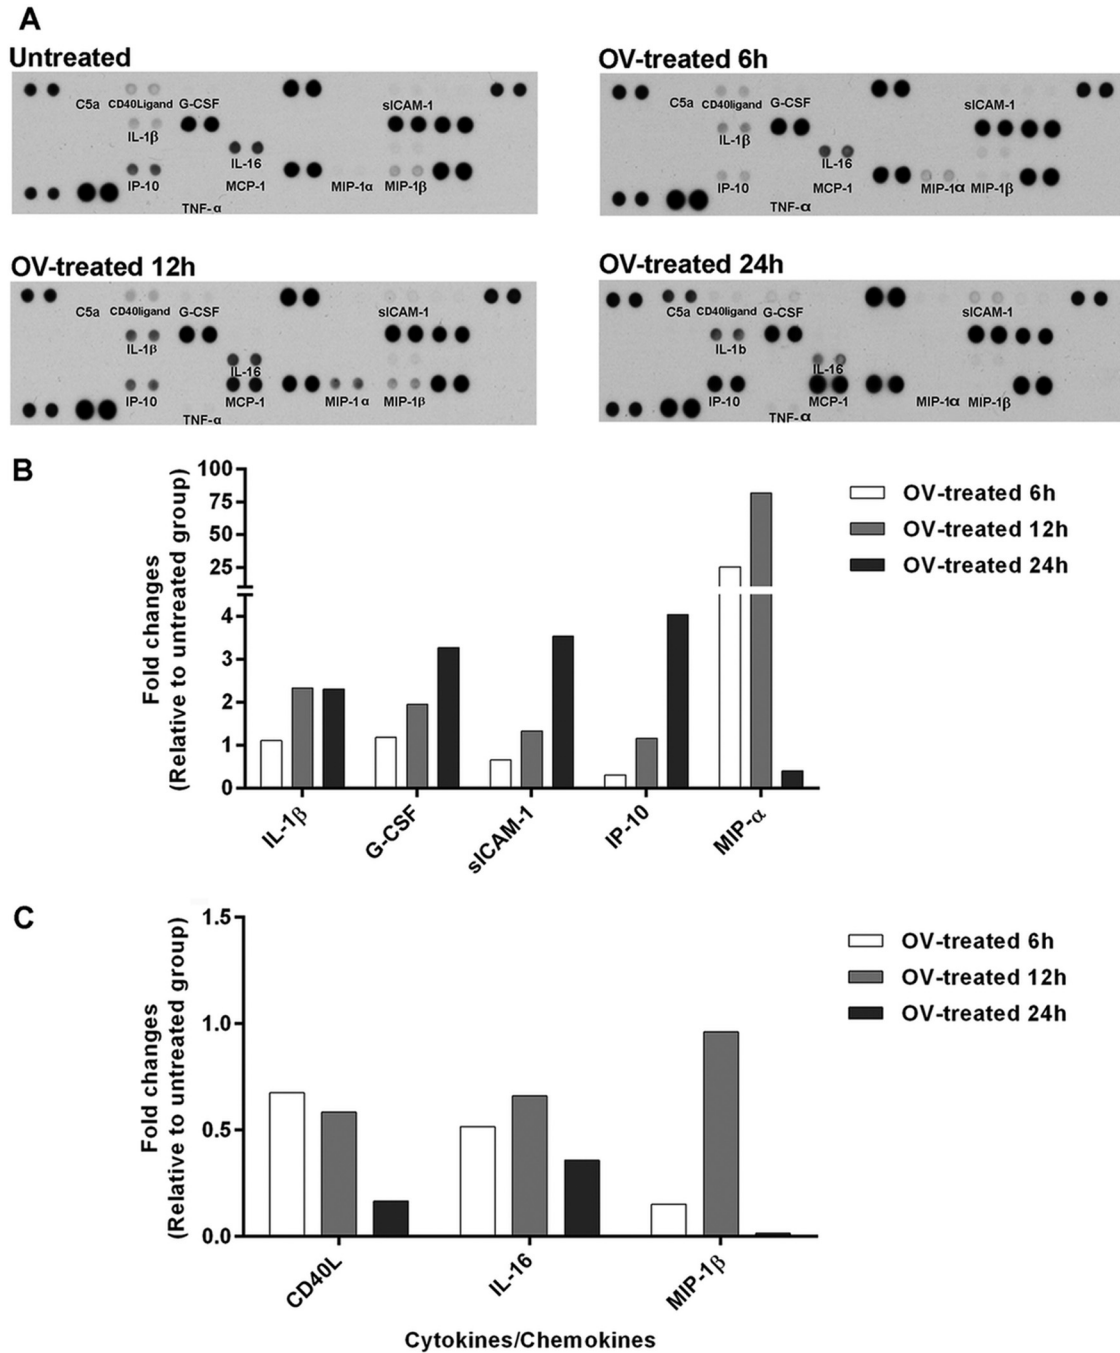 A
Untreated
C5a CD40Ligand G-CSF sICAM-1
IL-1β
IL-16
IP-10 MCP-1 MIP-1α MIP-1β
TNF-α
OV-treated 6h
C5a CD40ligand G-CSF sICAM-1
IL-1β
IL-16
IP-10 MCP-1 MIP-1α MIP-1β
TNF-α
OV-treated 12h
C5a CD40ligand G-CSF sICAM-1
IL-1β
IL-16
IP-10 MCP-1 MIP-1α MIP-1β
TNF-α
OV-treated 24h
C5a CD40ligand G-CSF sICAM-1
IL-1b
IL-16
IP-10 MCP-1 MIP-1α MIP-1β
TNF-α
B
Fold changes
(Relative to untreated group)
100
75
50
25
4
3
2
1
0
IL-1β G-CSF sICAM-1 IP-10 MIP-α
OV-treated 6h
OV-treated 12h
OV-treated 24h
C
Fold changes
(Relative to untreated group)
1.5
1.0
0.5
0.0
CD40L IL-16 MIP-1β
Cytokines/Chemokines
OV-treated 6h
OV-treated 12h
OV-treated 24h